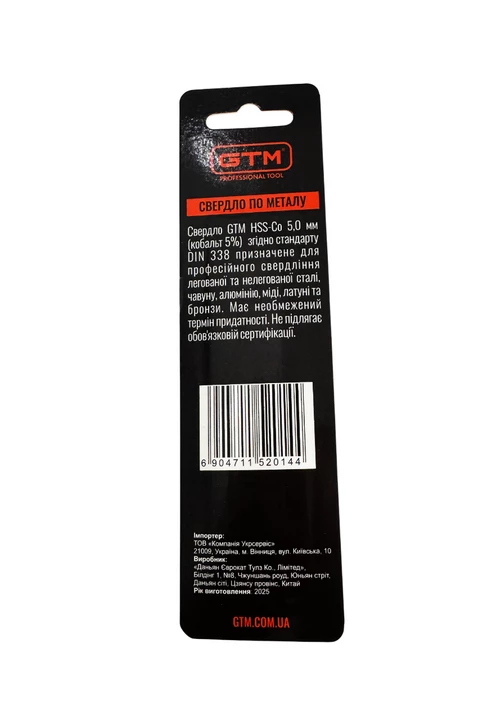 GTM
PROFESSIONAL TOOL
СВЕРДЛО ПО МЕТАЛУ
Свердло GTM HSS-Co 5,0 мм
(кобальт 5%) згідно стандарту
DIN 338 призначене для
професійного свердління
легованої та нелегованої сталі,
чавуну, алюмінію, міді, латуні та
бронзи. Має необмежений
термін придатності. Не підлягає
обов'язковій сертифікації.
6 904711 520144
Імпортер:
ТОВ «Компанія Укрсервіс»
21009, Україна, м. Вінниця, вул. Київська, 10
Виробник:
«Даньян Єврокат Тулз Ко., Лімітед»,
Білдінг 1, №8, Чжуншань роуд, Юньян стріт,
Даньян сіті, Цзянсу провінс, Китай
Рік виготовлення 2025
GTM.COM.UA